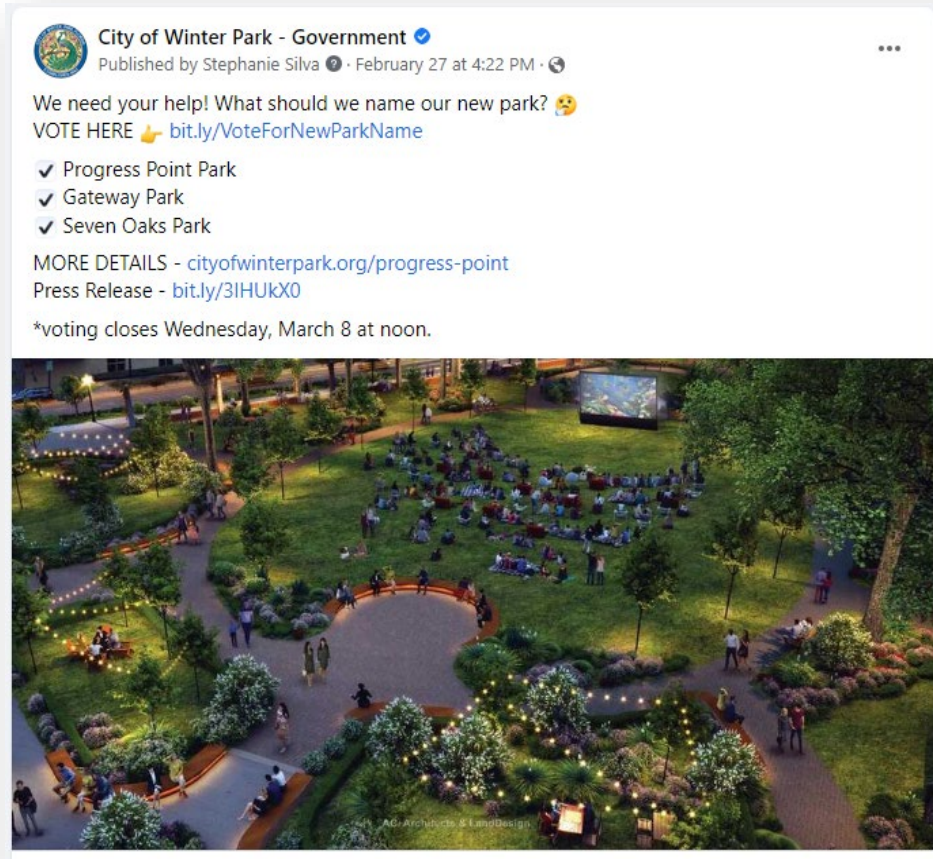 City of Winter Park - Government
Published by Stephanie Silva · February 27 at 4:22 PM ·
We need your help! What should we name our new park? 🤔
VOTE HERE 👉 bit.ly/VoteForNewParkName
✔ Progress Point Park
✔ Gateway Park
✔ Seven Oaks Park
MORE DETAILS - cityofwinterpark.org/progress-point
Press Release - bit.ly/3IHUkX0
*voting closes Wednesday, March 8 at noon.
ACi Architects & LandDesign